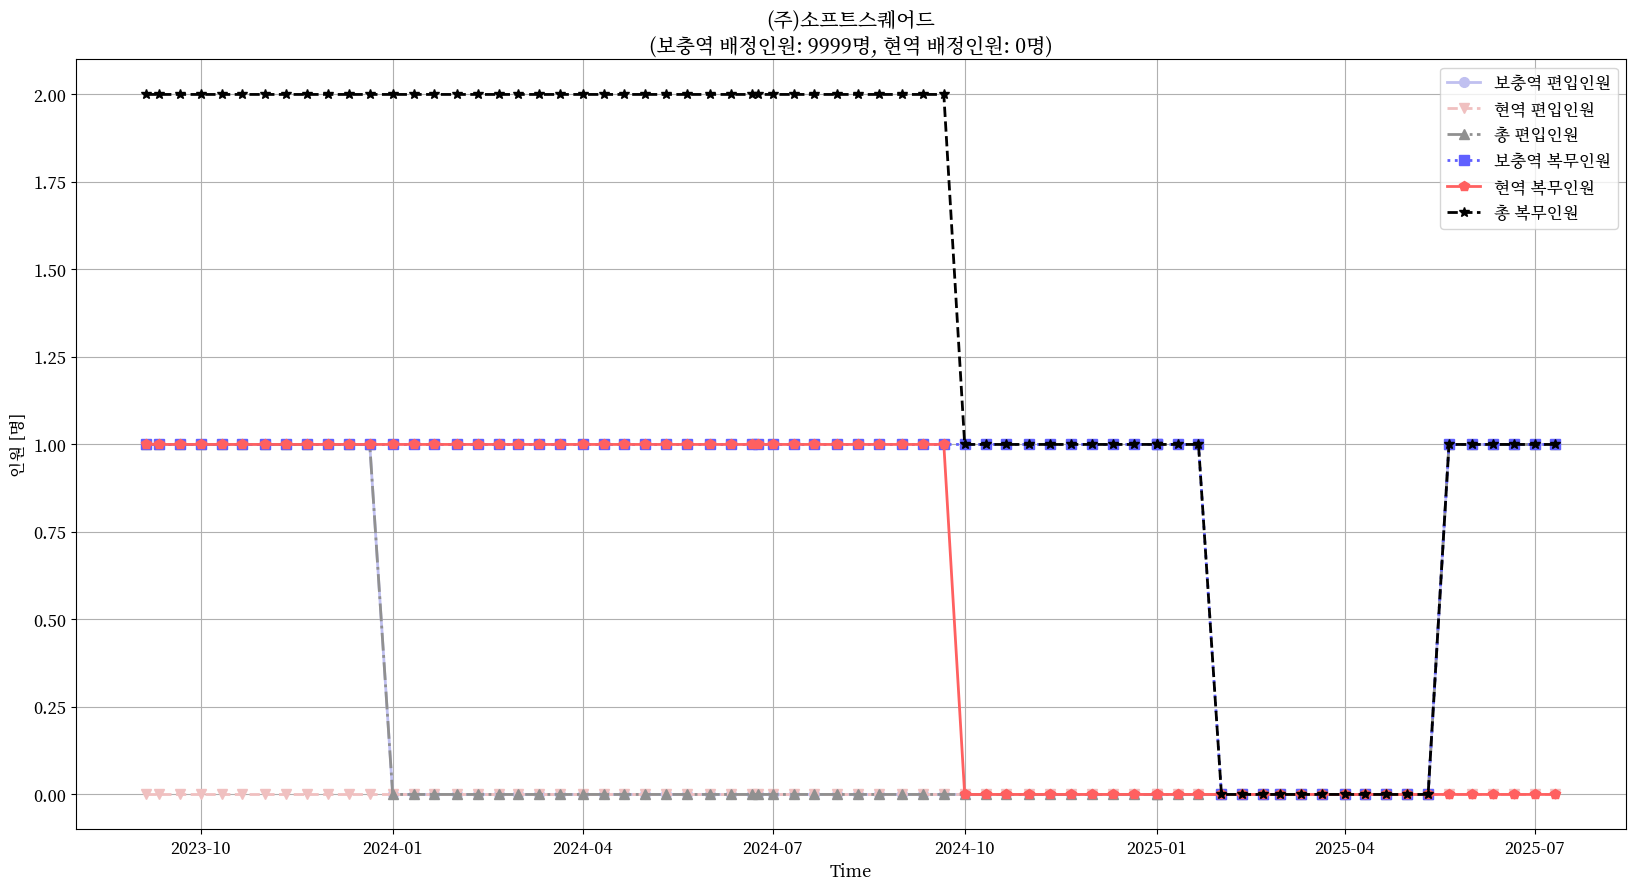 (주)소프트스퀘어드
(보충역 배정인원: 9999명, 현역 배정인원: 0명)
보충역 편입인원
현역 편입인원
총 편입인원
보충역 복무인원
현역 복무인원
총 복무인원
2.00
1.75
1.50
1.25
1.00
0.75
0.50
0.25
0.00
인원 [명]
2023-10
2024-01
2024-04
2024-07
2024-10
2025-01
2025-04
2025-07
Time